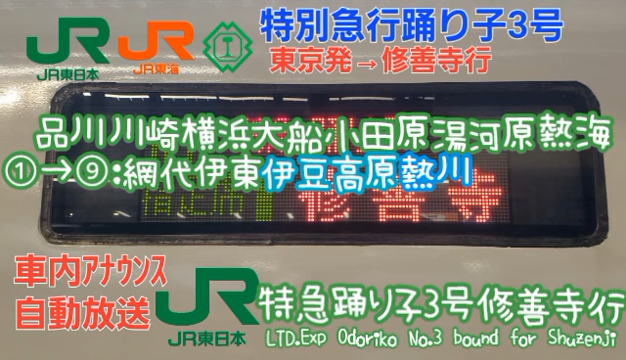 特別急行踊り子3号
JR JR
JR東日本 JR東海
東京発→修善寺行
品川川崎横浜大船小田原湯河原熱海
①→⑨:網代伊東伊豆高原熱川
修善寺
車内アナウンス
自動放送
JR
JR東日本
特急踊り子3号修善寺行
LTD.Exp Odoriko No.3 bound for Shuzenji